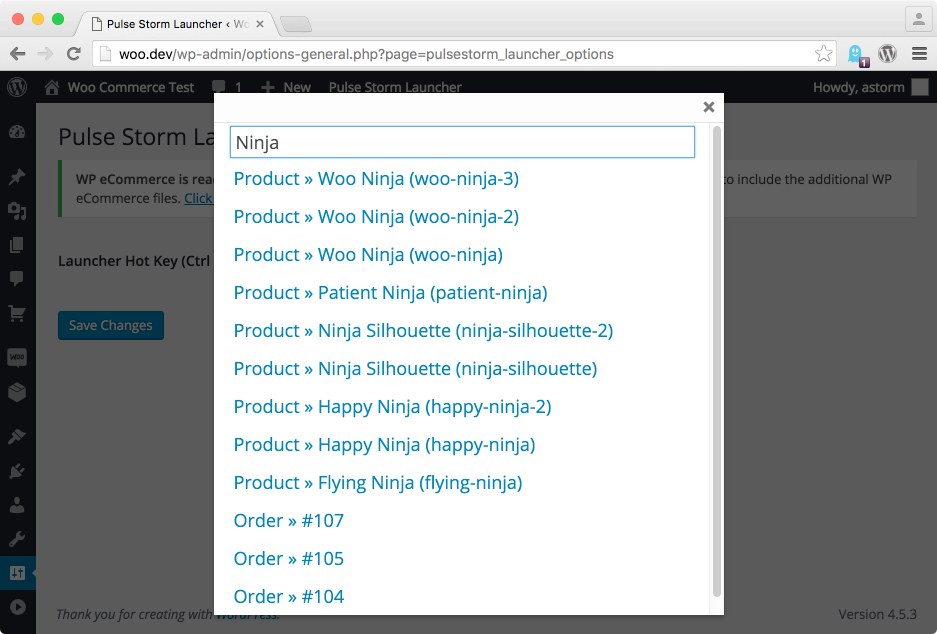 Pulse Storm Launcher ‹ Wo
woo.dev/wp-admin/options-general.php?page=pulsestorm_launcher_options
1
Woo Commerce Test 1 New Pulse Storm Launcher Howdy, astorm
Pulse Storm La
Ninja
WP eCommerce is rea
o include the additional WP
eCommerce files. Click
Product » Woo Ninja (woo-ninja-3)
Product » Woo Ninja (woo-ninja-2)
Launcher Hot Key (Ctrl
Product » Woo Ninja (woo-ninja)
Product » Patient Ninja (patient-ninja)
Save Changes
Product » Ninja Silhouette (ninja-silhouette-2)
woo
Product » Ninja Silhouette (ninja-silhouette)
Product » Happy Ninja (happy-ninja-2)
Product » Happy Ninja (happy-ninja)
Product » Flying Ninja (flying-ninja)
Order » #107
Order » #105
Order » #104
Thank you for creating with WordPress.
Version 4.5.3